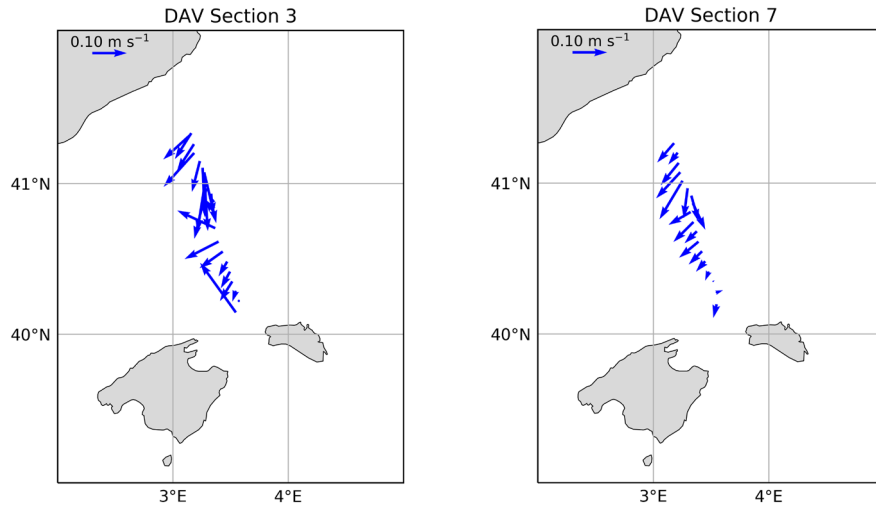 DAV Section 3
0.10 m s⁻¹
41°N
40°N
3°E
4°E
DAV Section 7
0.10 m s⁻¹
41°N
40°N
3°E
4°E